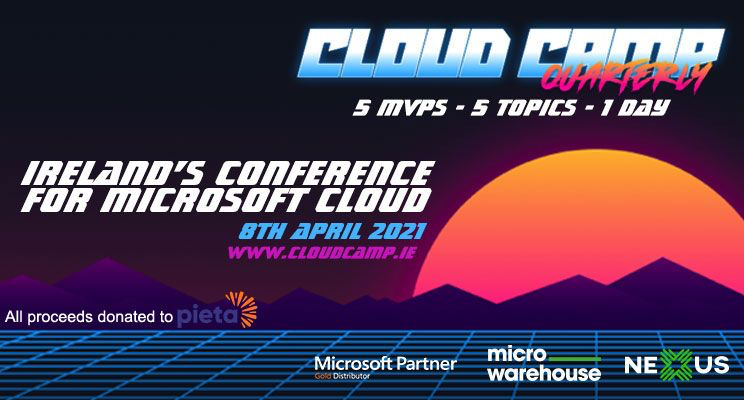 CLOUD CAMP
QUARTERLY
5 MVPS - 5 TOPICS - 1 DAY
IRELAND'S CONFERENCE
FOR MICROSOFT CLOUD
8TH APRIL 2021
WWW.CLOUDCAMP.IE
All proceeds donated to pieta
Microsoft Partner
Gold Distributor
micro
warehouse
NEXUS